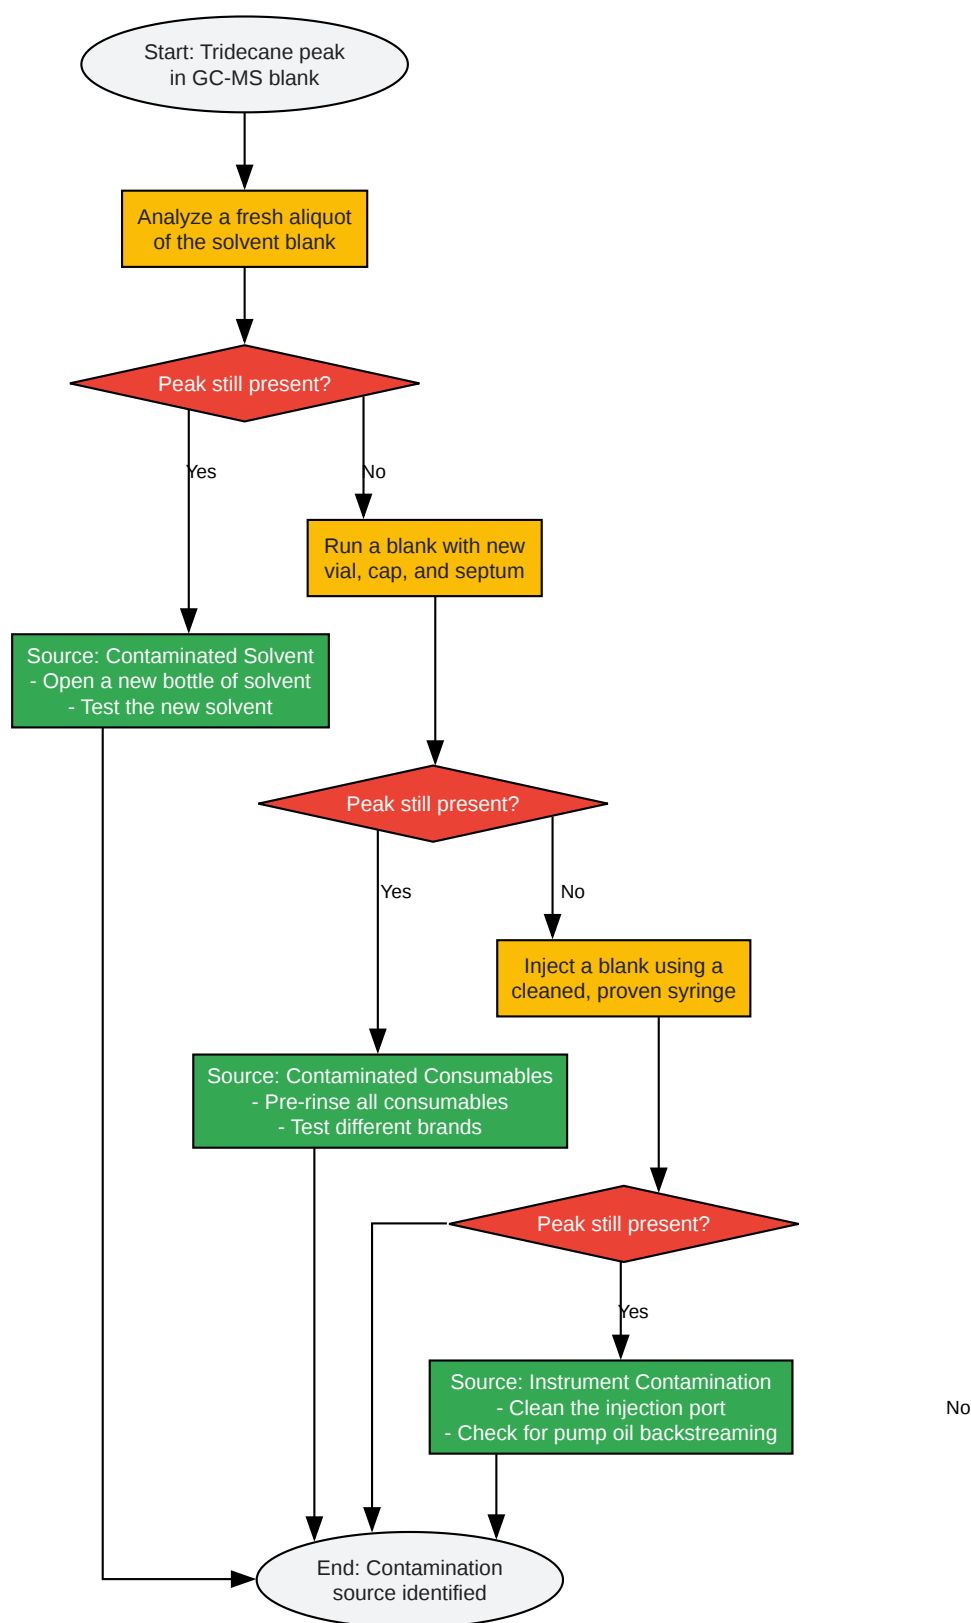 Start: Tridecane peak
in GC-MS blank
Analyze a fresh aliquot
of the solvent blank
Peak still present?
Yes
No
Run a blank with new
vial, cap, and septum
Source: Contaminated Solvent
- Open a new bottle of solvent
- Test the new solvent
Peak still present?
Yes
No
Inject a blank using a
cleaned, proven syringe
Source: Contaminated Consumables
- Pre-rinse all consumables
- Test different brands
Peak still present?
Yes
Source: Instrument Contamination
- Clean the injection port
- Check for pump oil backstreaming
No
End: Contamination
source identified